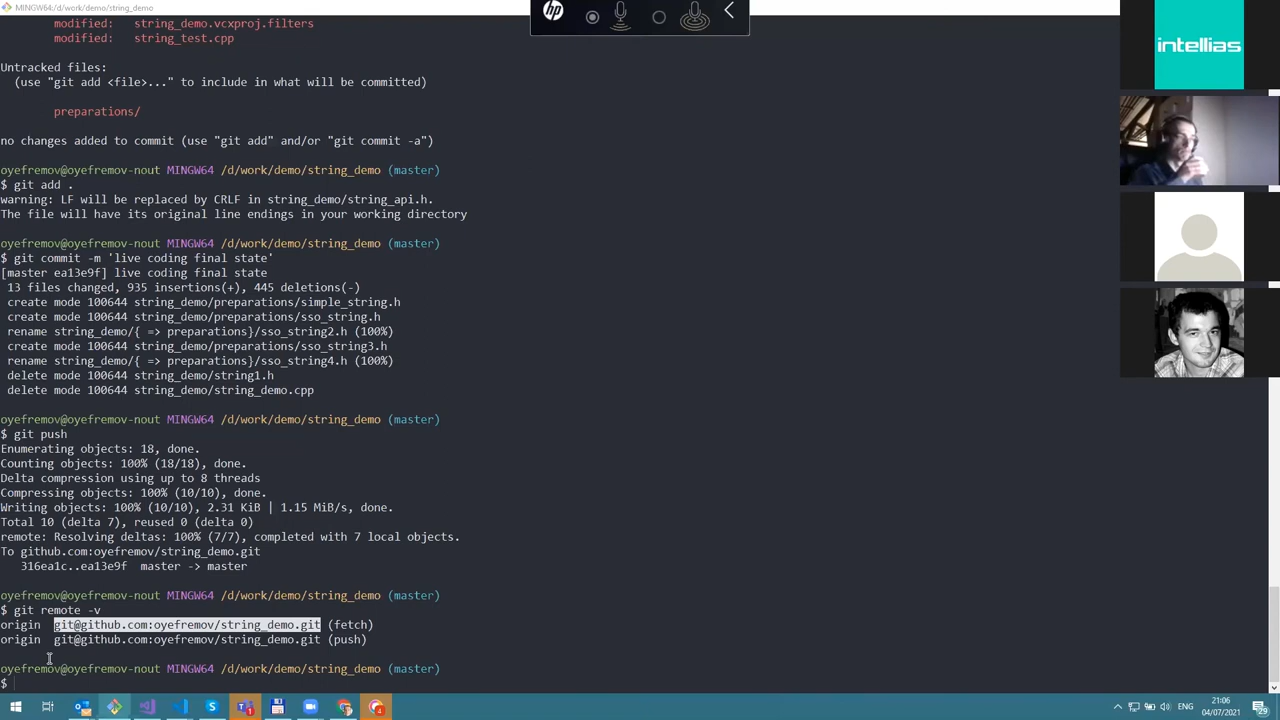 MINGW64:/d/work/demo/string_demo
modified:   string_demo.vcxproj.filters
modified:   string_test.cpp
Untracked files:
(use "git add <file>..." to include in what will be committed)
preparations/
no changes added to commit (use "git add" and/or "git commit -a")
oyefremov@oyefremov-nout MINGW64 /d/work/demo/string_demo (master)
$ git add .
warning: LF will be replaced by CRLF in string_demo/string_api.h.
The file will have its original line endings in your working directory
oyefremov@oyefremov-nout MINGW64 /d/work/demo/string_demo (master)
$ git commit -m 'live coding final state'
[master ea13e9f] live coding final state
13 files changed, 935 insertions(+), 445 deletions(-)
create mode 100644 string_demo/preparations/simple_string.h
create mode 100644 string_demo/preparations/sso_string.h
rename string_demo/{ => preparations}/sso_string2.h (100%)
create mode 100644 string_demo/preparations/sso_string3.h
rename string_demo/{ => preparations}/sso_string4.h (100%)
delete mode 100644 string_demo/string1.h
delete mode 100644 string_demo/string_demo.cpp
oyefremov@oyefremov-nout MINGW64 /d/work/demo/string_demo (master)
$ git push
Enumerating objects: 18, done.
Counting objects: 100% (18/18), done.
Delta compression using up to 8 threads
Compressing objects: 100% (10/10), done.
Writing objects: 100% (10/10), 2.31 KiB | 1.15 MiB/s, done.
Total 10 (delta 7), reused 0 (delta 0)
remote: Resolving deltas: 100% (7/7), completed with 7 local objects.
To github.com:oyefremov/string_demo.git
316ea1c..ea13e9f  master -> master
oyefremov@oyefremov-nout MINGW64 /d/work/demo/string_demo (master)
$ git remote -v
origin  git@github.com:oyefremov/string_demo.git (fetch)
origin  git@github.com:oyefremov/string_demo.git (push)
oyefremov@oyefremov-nout MINGW64 /d/work/demo/string_demo (master)
$
hp
intellias
ENG
21:06
04/07/2021
29